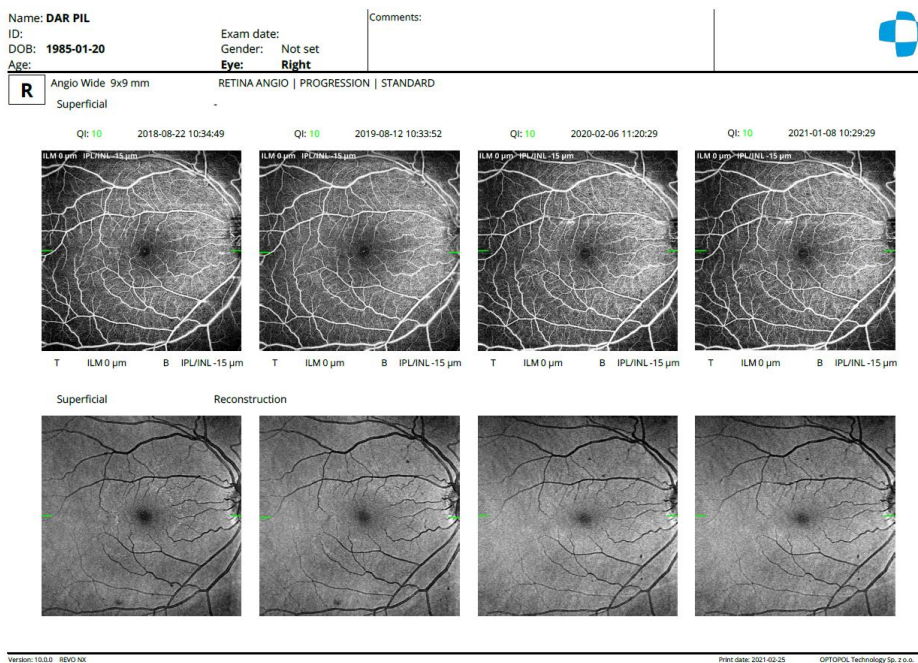 Name: DAR PIL
ID:
DOB: 1985-01-20
Age:
Exam date:
Gender: Not set
Eye: Right
Comments:
R
Angio Wide 9x9 mm
RETINA ANGIO | PROGRESSION | STANDARD
Superficial -
QI: 10 2018-08-22 10:34:49
QI: 10 2019-08-12 10:33:52
QI: 10 2020-02-06 11:20:29
QI: 10 2021-01-08 10:29:29
ILM 0 µm IPL/INL -15 µm
ILM 0 µm IPL/INL -15 µm
ILM 0 µm IPL/INL -15 µm
ILM 0 µm IPL/INL -15 µm
T ILM 0 µm B IPL/INL -15 µm
T ILM 0 µm B IPL/INL -15 µm
T ILM 0 µm B IPL/INL -15 µm
T ILM 0 µm B IPL/INL -15 µm
Superficial Reconstruction
Version: 10.0.0 REVO NX
Print date: 2021-02-25
OPTOPOL Technology Sp. z o.o.